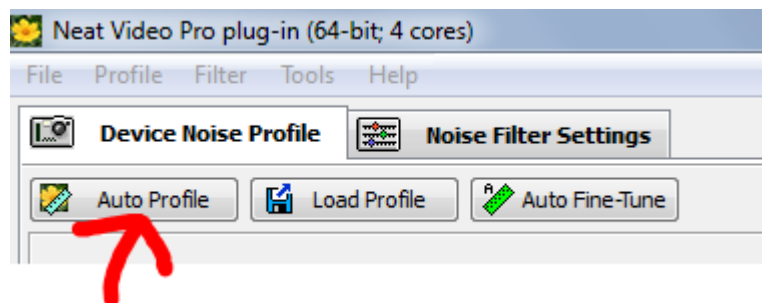 Neat Video Pro plug-in (64-bit; 4 cores)
File Profile Filter Tools Help
Device Noise Profile Noise Filter Settings
Auto Profile Load Profile Auto Fine-Tune